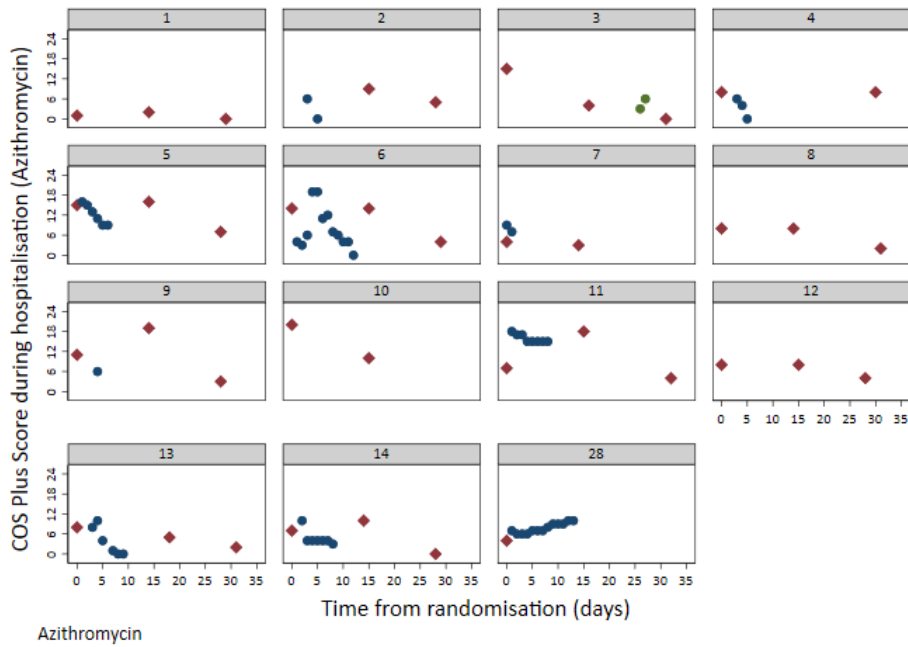 COS Plus Score during hospitalisation (Azithromycin)
1 2 3 4
0 6 12 18 24
5 6 7 8
0 6 12 18 24
9 10 11 12
0 6 12 18 24
0 5 10 15 20 25 30 35
13 14 28
0 6 12 18 24
0 5 10 15 20 25 30 35 0 5 10 15 20 25 30 35 0 5 10 15 20 25 30 35
Time from randomisation (days)
Azithromycin